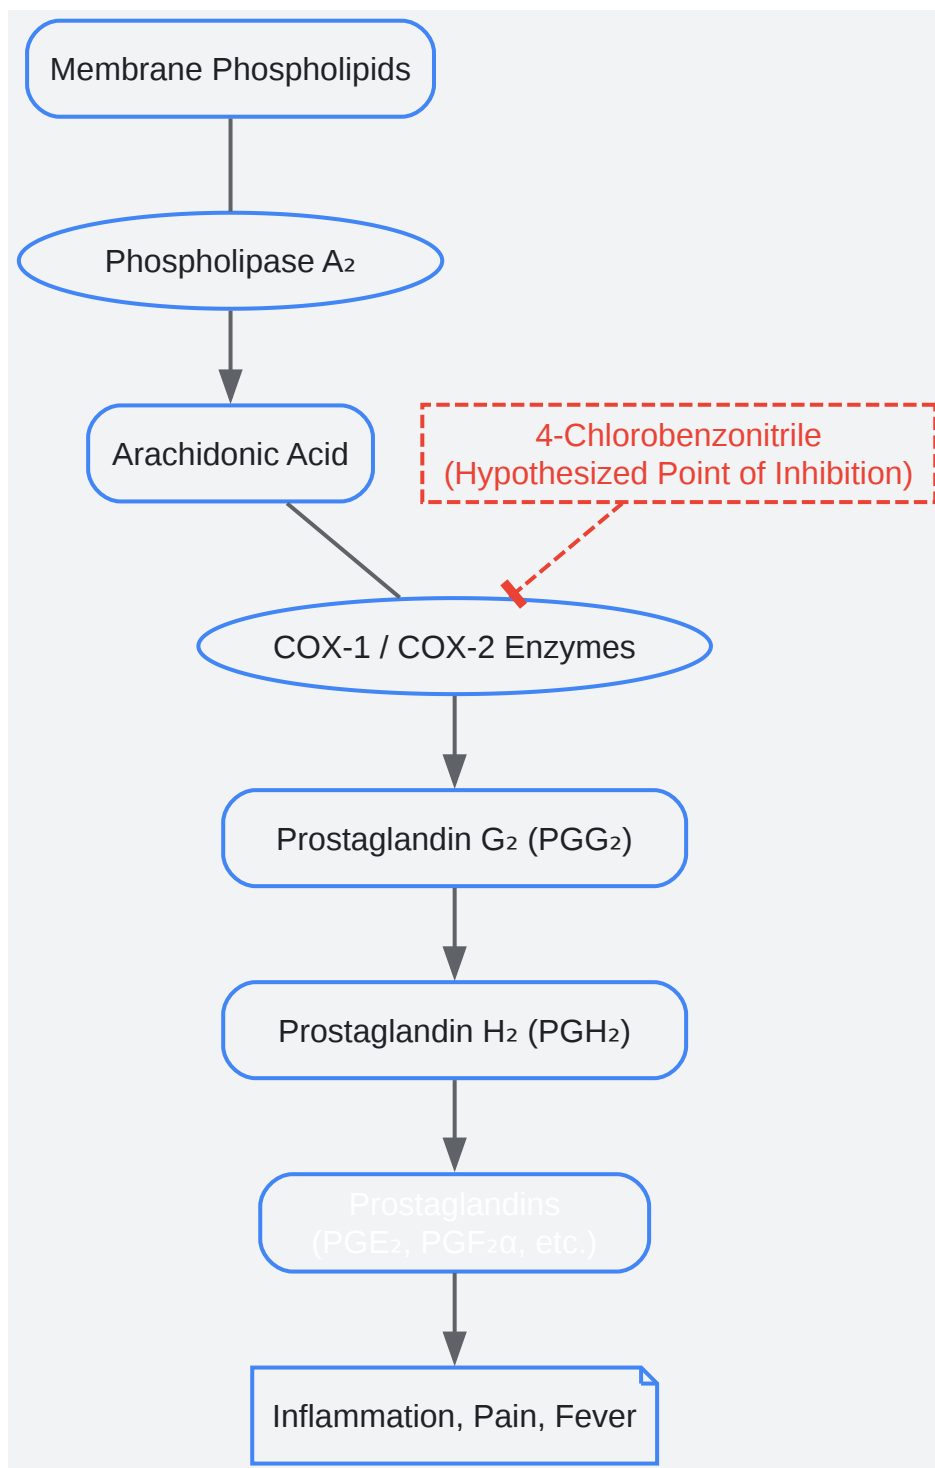 Membrane Phospholipids
Phospholipase A₂
Arachidonic Acid
4-Chlorobenzonitrile
(Hypothesized Point of Inhibition)
COX-1 / COX-2 Enzymes
Prostaglandin G₂ (PGG₂)
Prostaglandin H₂ (PGH₂)
Prostaglandins
(PGE₂, PGF₂α, etc.)
Inflammation, Pain, Fever